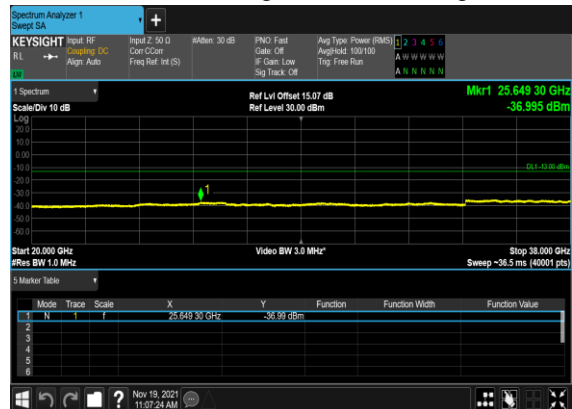 Spectrum Analyzer 1
Swept SA
+
KEYSIGHT Input: RF Input Z: 50 Ω #Atten: 30 dB PNO: Fast Avg Type: Power (RMS) 1 2 3 4 5 6
RL Coupling: DC Corr CCorr Gate: Off Avg|Hold: 100/100 A W W W W W
Align: Auto Freq Ref: Int (S) IF Gain: Low Trig: Free Run
Sig Track: Off A N N N N N
1 Spectrum
Ref Lvl Offset 15.07 dB Mkr1 25.649 30 GHz
Scale/Div 10 dB Ref Level 30.00 dBm -36.995 dBm
Log
20.0
10.0
0.00
-10.0 DL1 -13.00 dBm
-20.0
-30.0 1
-40.0
-50.0
-60.0
Start 20.000 GHz Video BW 3.0 MHz* Stop 38.000 GHz
#Res BW 1.0 MHz Sweep ~36.5 ms (40001 pts)
5 Marker Table
Mode Trace Scale X Y Function Function Width Function Value
1 N 1 f 25.649 30 GHz -36.99 dBm
2
3
4
5
6
? Nov 19, 2021
11:07:24 AM